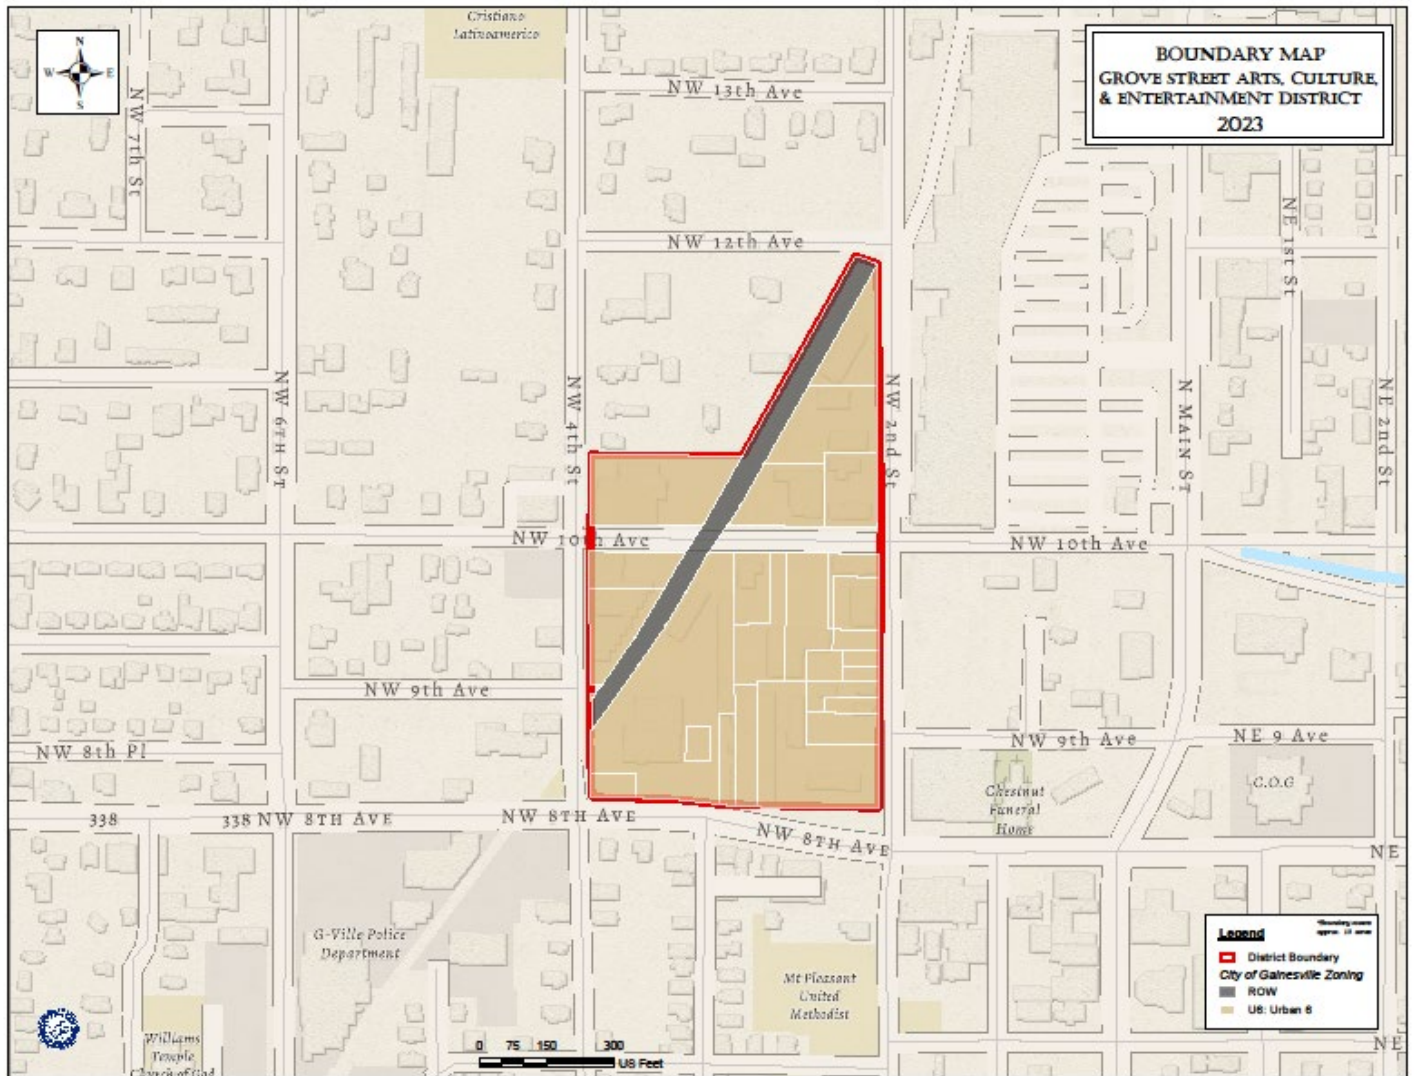 Cristiano
Latinoamerico
N
W E
S
BOUNDARY MAP
GROVE STREET ARTS, CULTURE,
& ENTERTAINMENT DISTRICT
2023
NW 13th Ave
NW 7th St
NE 1st St
NW 12th Ave
NW 6TH ST
NW 4th St
NW 2nd St
N MAIN ST
NE 2nd St
NW 10th Ave
NW 10th Ave
NW 9th Ave
NW 8th Pl
NW 9th Ave
NE 9 Ave
C.O.G
Chestnut
Funeral
Home
338
338 NW 8TH AVE
NW 8TH AVE
NW 8TH AVE
NE
G-Ville Police
Department
Mt Pleasant
United
Methodist
Legend
District Boundary
City of Gainesville Zoning
ROW
U6: Urban 6
Williams
Temple
Church of God
0 75 150 300
US Feet
NE